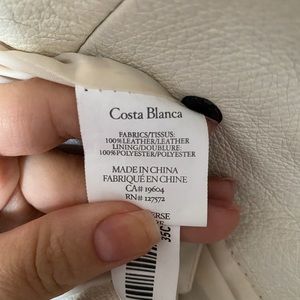 Costa Blanca
FABRICS/TISSUS:
100%LEATHER/LEATHER
LINING/DOUBLURE:
100%POLYESTER/POLYESTER
MADE IN CHINA
FABRIQUÉ EN CHINE
CA# 19604
RN# 127572
35C